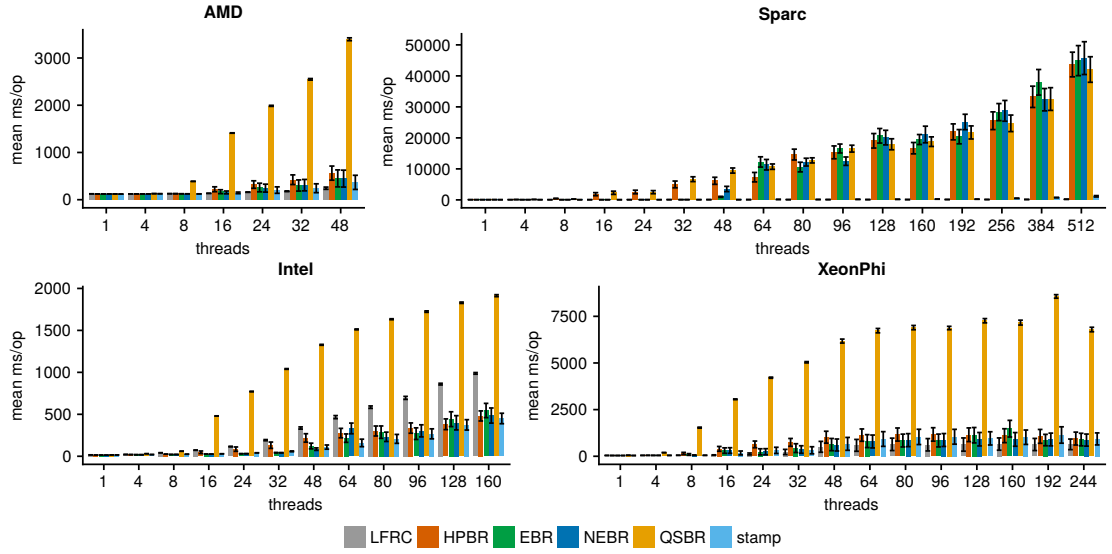 AMD
mean ms/op
3000
2000
1000
0
1 4 8 16 24 32 48
threads
Sparc
mean ms/op
50000
40000
30000
20000
10000
0
1 4 8 16 24 32 48 64 80 96 128 160 192 256 384 512
threads
Intel
mean ms/op
2000
1500
1000
500
0
1 4 8 16 24 32 48 64 80 96 128 160
threads
XeonPhi
mean ms/op
7500
5000
2500
0
1 4 8 16 24 32 48 64 80 96 128 160 192 244
threads
LFRC HPBR EBR NEBR QSBR stamp